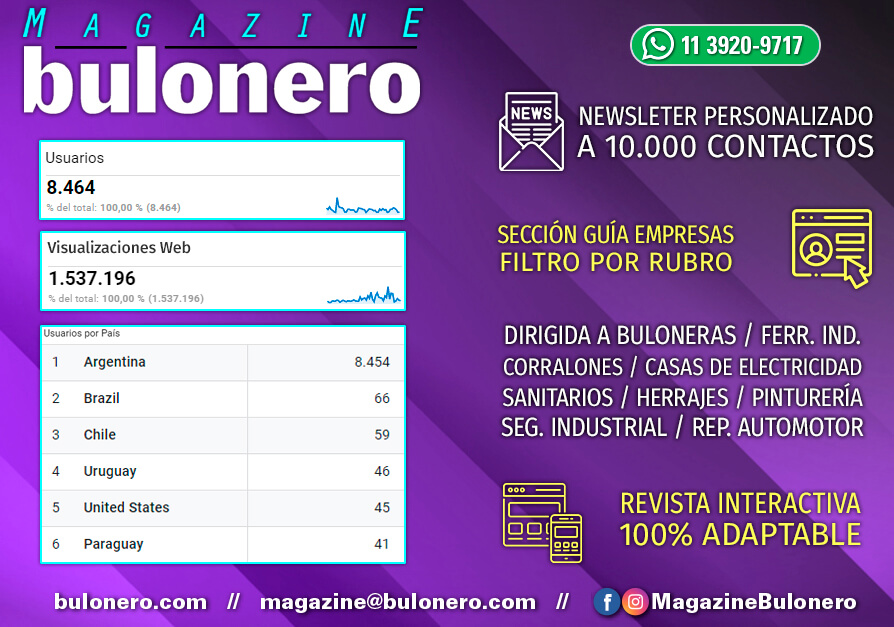 MAGAZINE
bulonero
Usuarios
8.464
% del total: 100,00 % (8.464)
Visualizaciones Web
1.537.196
% del total: 100,00 % (1.537.196)
Usuarios por País
1 Argentina 8.454
2 Brazil 66
3 Chile 59
4 Uruguay 46
5 United States 45
6 Paraguay 41
11 3920-9717
NEWS
NEWSLETER PERSONALIZADO
A 10.000 CONTACTOS
SECCIÓN GUÍA EMPRESAS
FILTRO POR RUBRO
DIRIGIDA A BULONERAS / FERR. IND.
CORRALONES / CASAS DE ELECTRICIDAD
SANITARIOS / HERRAJES / PINTURERÍA
SEG. INDUSTRIAL / REP. AUTOMOTOR
REVISTA INTERACTIVA
100% ADAPTABLE
bulonero.com // magazine@bulonero.com // MagazineBulonero